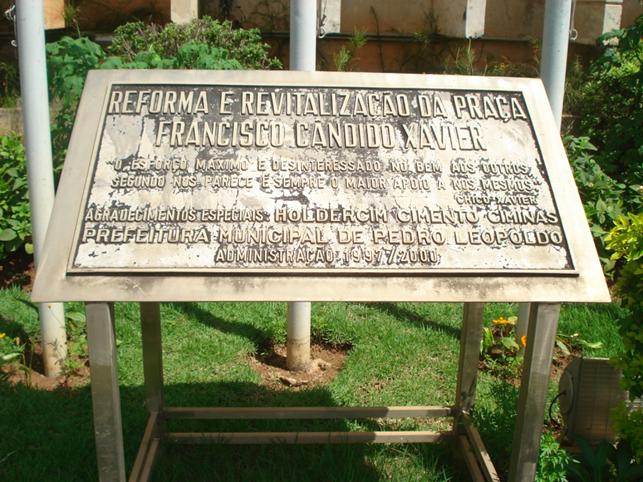 REFORMA E REVITALIZAÇÃO DA PRAÇA
FRANCISCO CANDIDO XAVIER
"O ESFORÇO MÁXIMO E DESINTERESSADO NO BEM AOS OUTROS,
SEGUNDO NOS PARECE É SEMPRE O MAIOR APOIO A NÓS MESMOS."
CHICO XAVIER
AGRADECIMENTOS ESPECIAIS: HOLDERCIM CIMENTO CIMINAS
PREFEITURA MUNICIPAL DE PEDRO LEOPOLDO
ADMINISTRAÇÃO 1997/2000